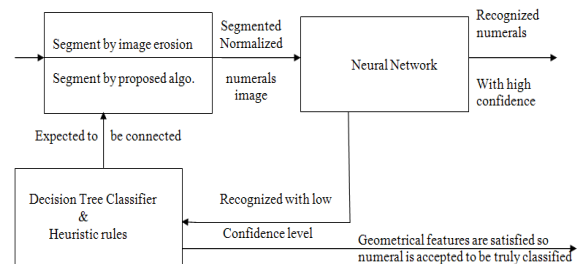 Segment by image erosion
Segment by proposed algo.
Segmented
Normalized
numerals
image
Neural Network
Recognized
numerals
With high
confidence
Expected to be connected
Decision Tree Classifier
&
Heuristic rules
Recognized with low
Confidence level
Geometrical features are satisfied so
numeral is accepted to be truly classified